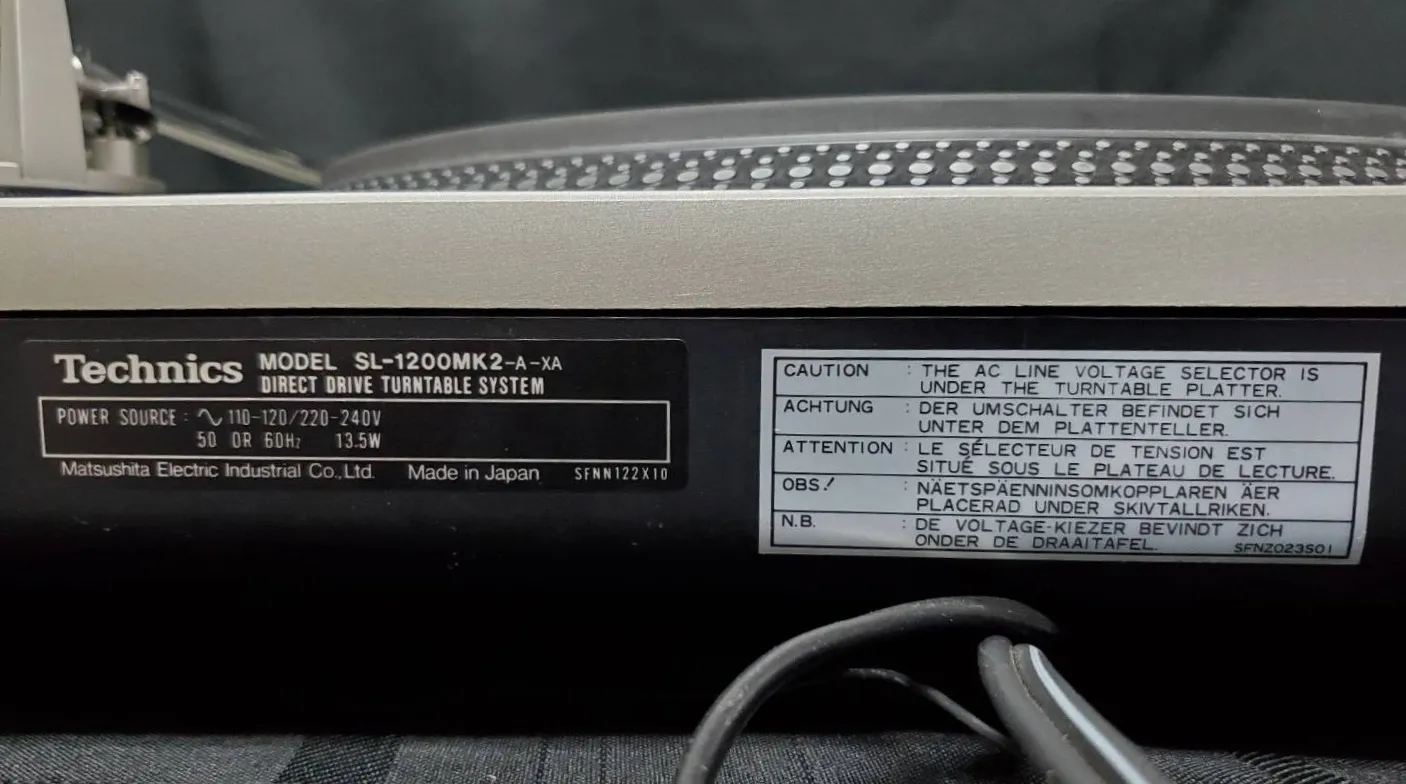 Technics MODEL SL-1200MK2-A-XA
DIRECT DRIVE TURNTABLE SYSTEM
POWER SOURCE : ∿ 110-120/220-240V
50 OR 60Hz 13.5W
Matsushita Electric Industrial Co.,Ltd. Made in Japan SFNN122X10
CAUTION : THE AC LINE VOLTAGE SELECTOR IS
UNDER THE TURNTABLE PLATTER.
ACHTUNG : DER UMSCHALTER BEFINDET SICH
UNTER DEM PLATTENTELLER.
ATTENTION : LE SÉLECTEUR DE TENSION EST
SITUÉ SOUS LE PLATEAU DE LECTURE.
OBS! : NÄETSPÄENNINSOMKOPPLAREN ÄER
PLACERAD UNDER SKIVTALLRIKEN.
N.B. : DE VOLTAGE-KIEZER BEVINDT ZICH
ONDER DE DRAAITAFEL. SFNZ023S01